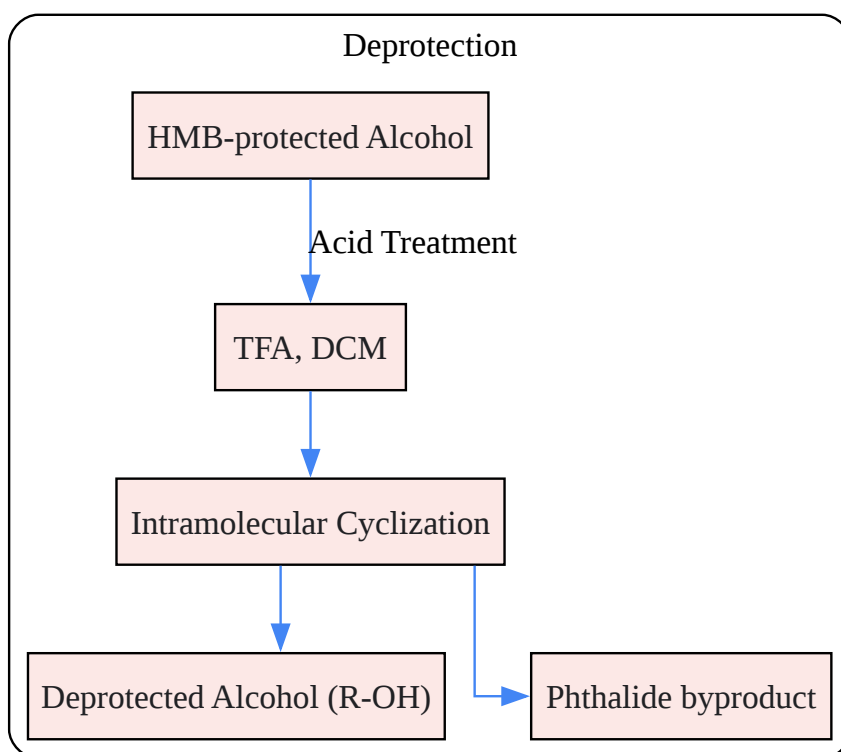 Deprotection
HMB-protected Alcohol
Acid Treatment
TFA, DCM
Intramolecular Cyclization
Deprotected Alcohol (R-OH)
Phthalide byproduct